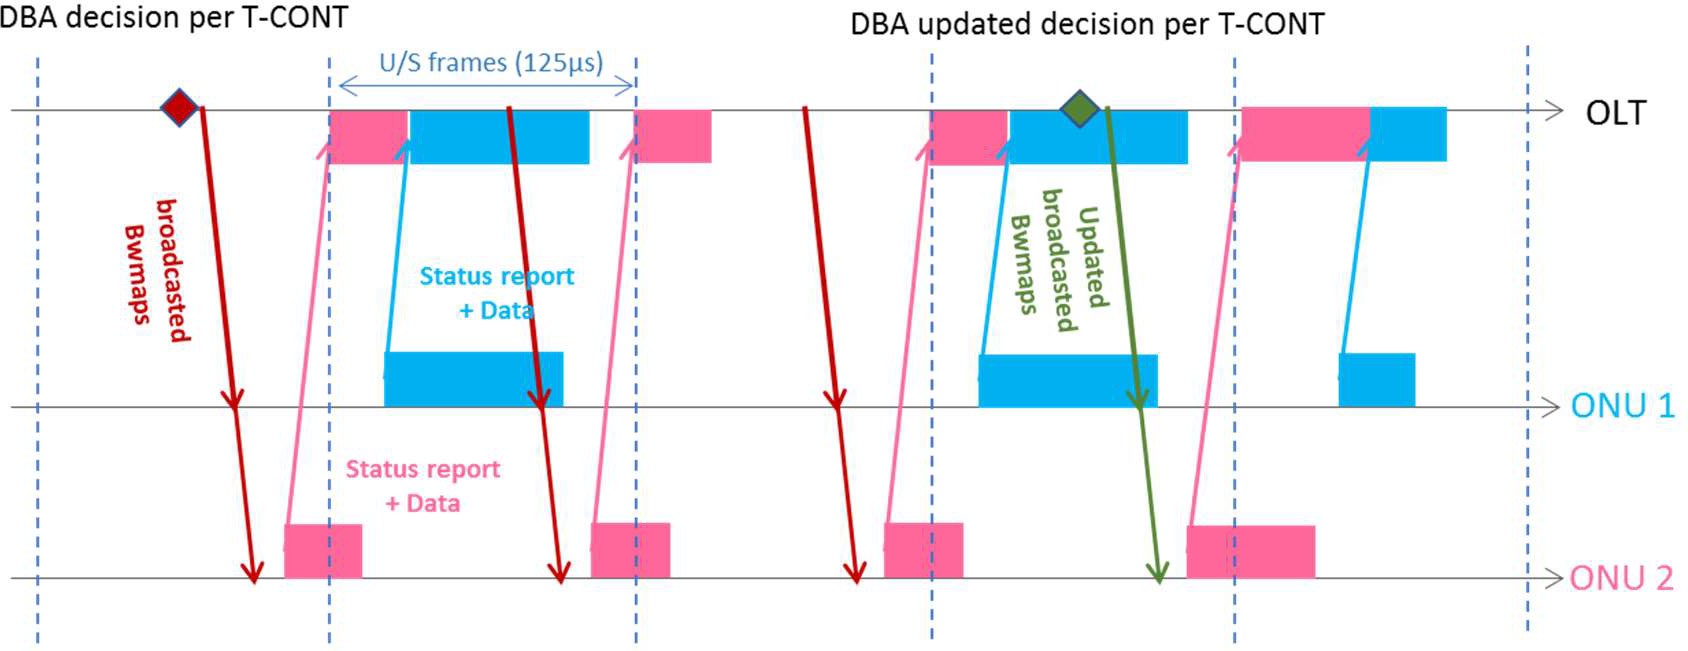 DBA decision per T-CONT
DBA updated decision per T-CONT
U/S frames (125µs)
OLT
broadcasted
Bwmaps
Updated
broadcasted
Bwmaps
Status report
+ Data
ONU 1
Status report
+ Data
ONU 2